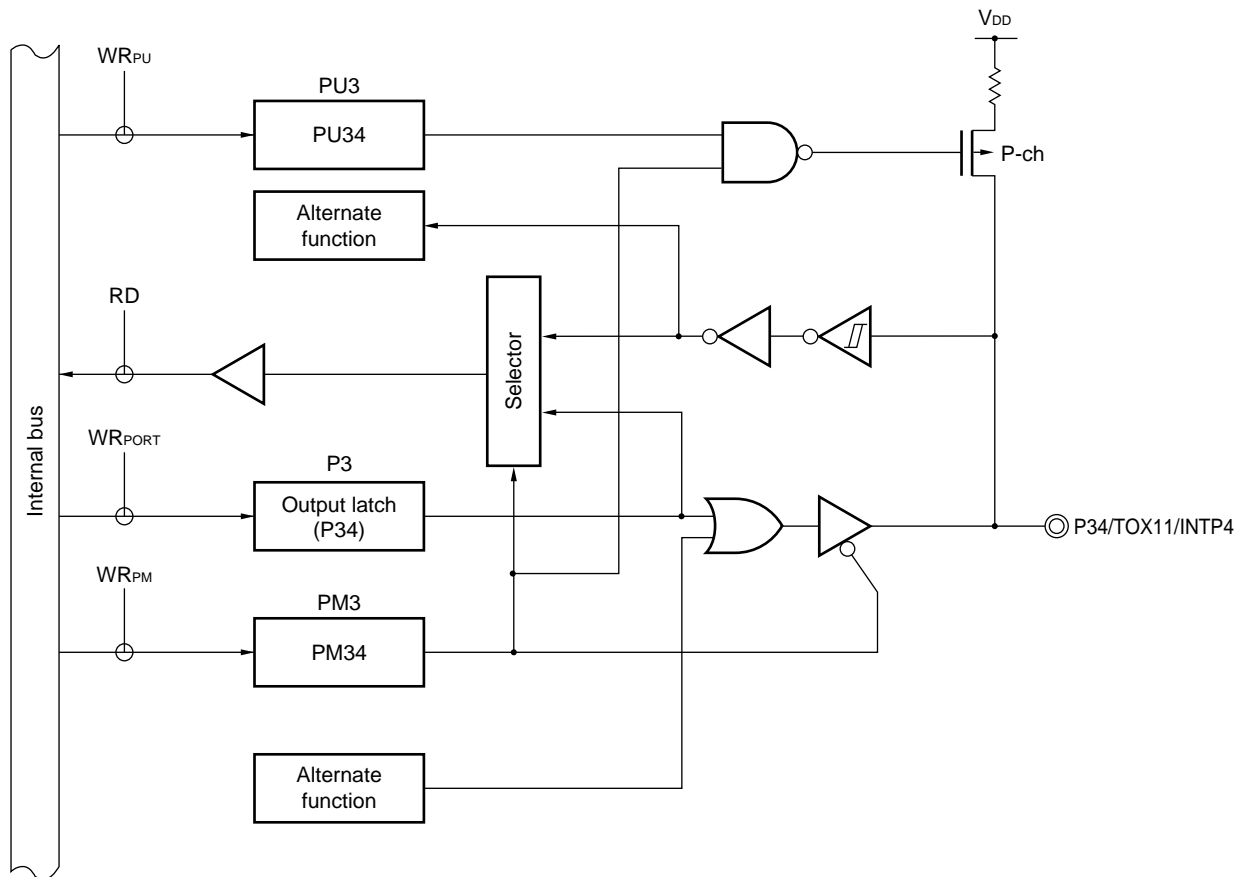 VDD
WRPU
PU3
PU34
P-ch
Alternate
function
RD
Selector
Internal bus
WRPORT
P3
Output latch
(P34)
P34/TOX11/INTP4
WRPM
PM3
PM34
Alternate
function